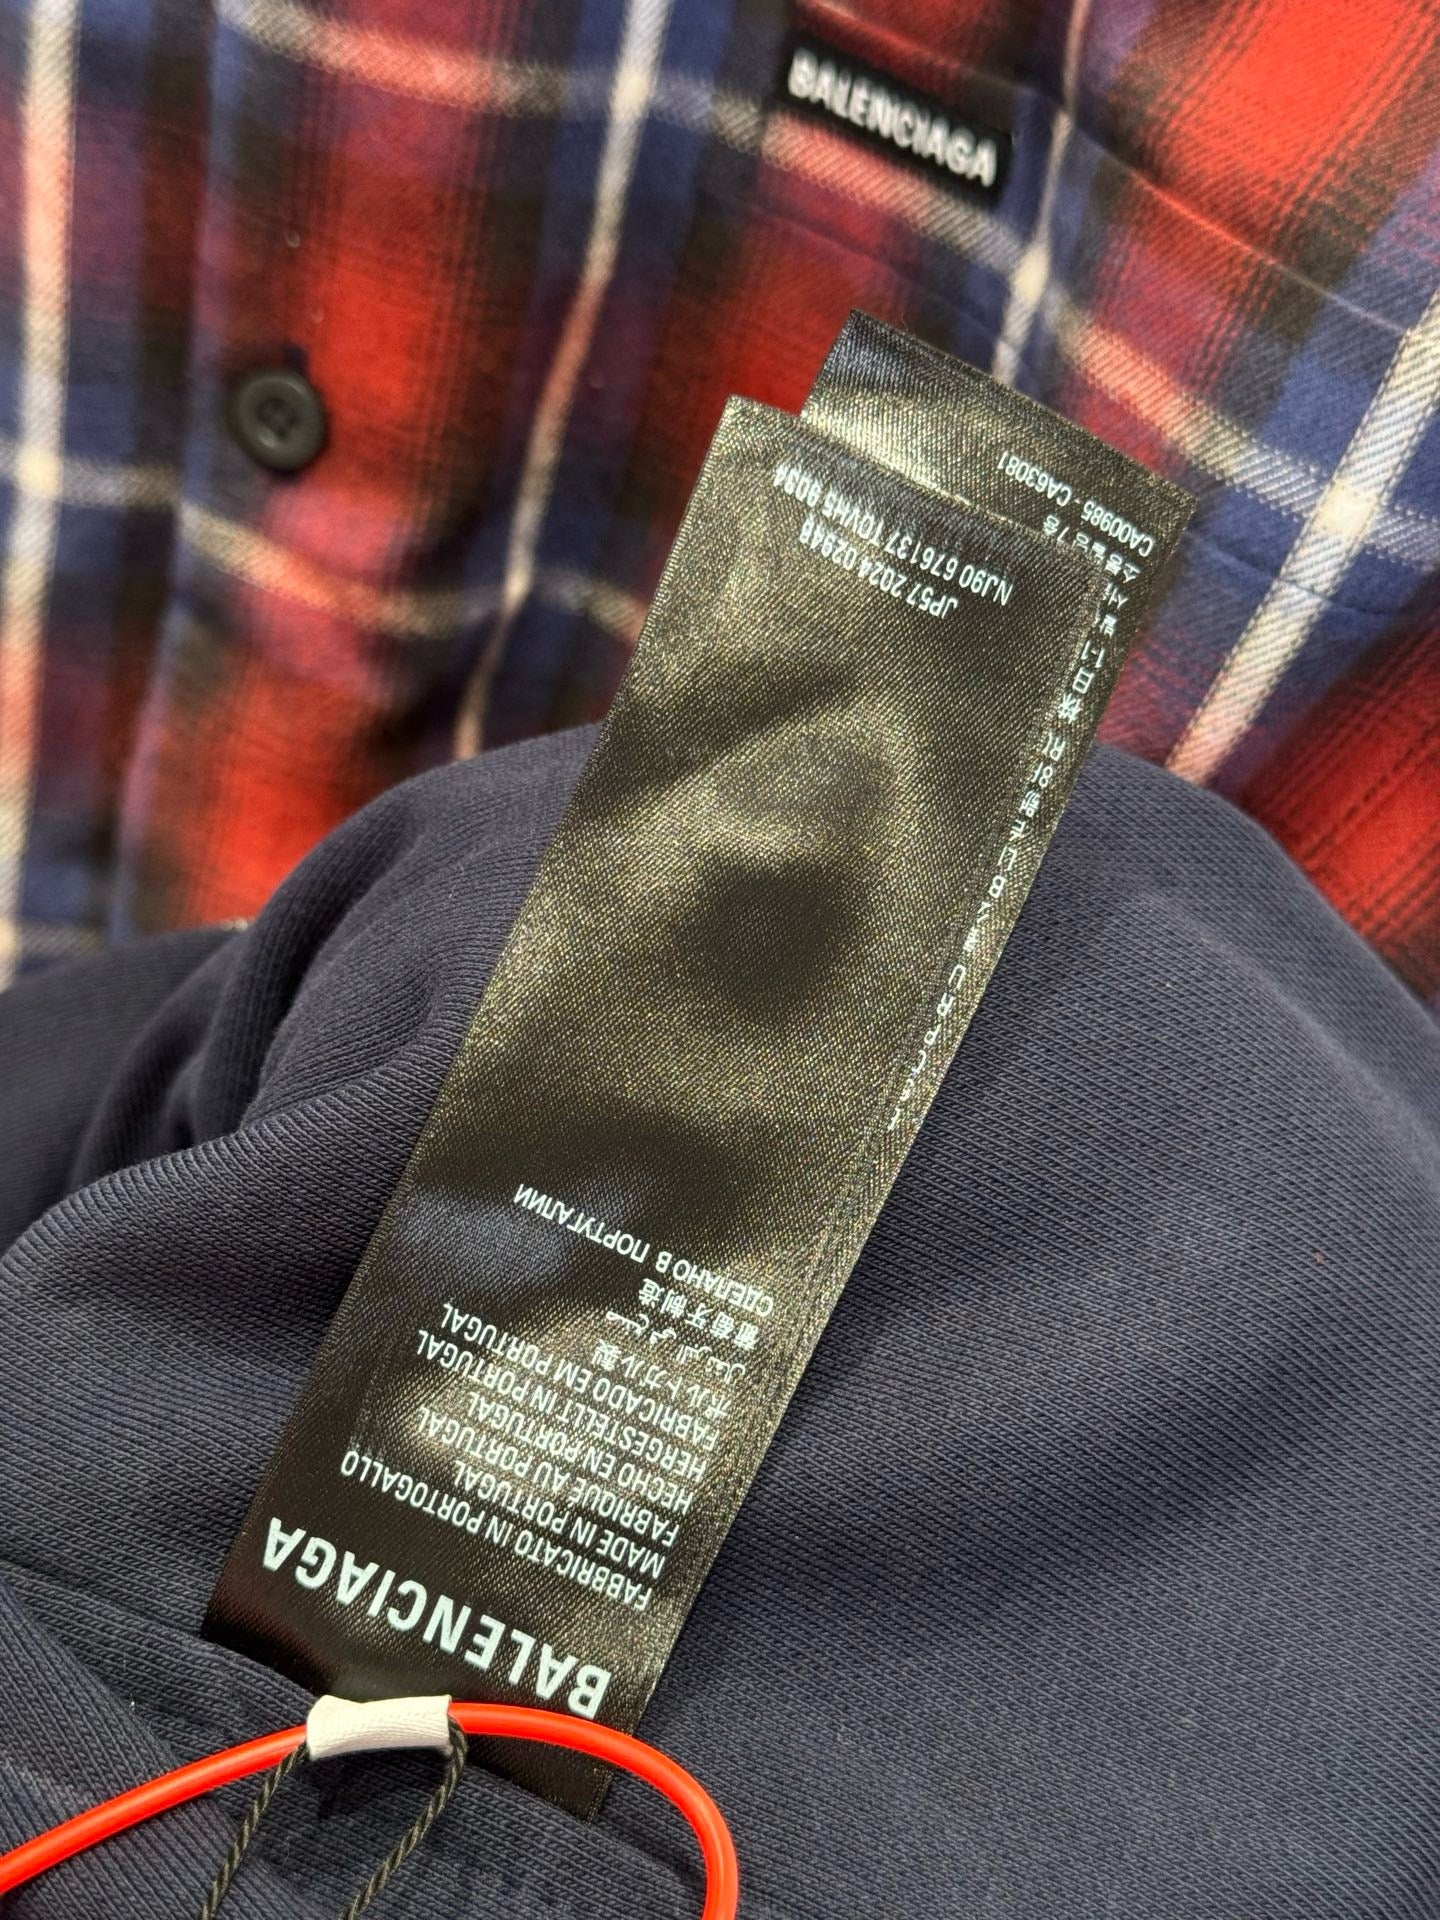 BALENCIAGA
BALENCIAGA
FABBRICATO IN PORTOGALLO
MADE IN PORTUGAL
FABRIQUÉ AU PORTUGAL
HECHO EN PORTUGAL
HERGESTELLT IN PORTUGAL
FABRICADO EM PORTUGAL
ポルトガル製
葡萄牙制造
СДЕЛАНО В ПОРТУГАЛИИ
JP57 2024 0294B
NJ90 676137 TOVH5
CA00985 - CA63081